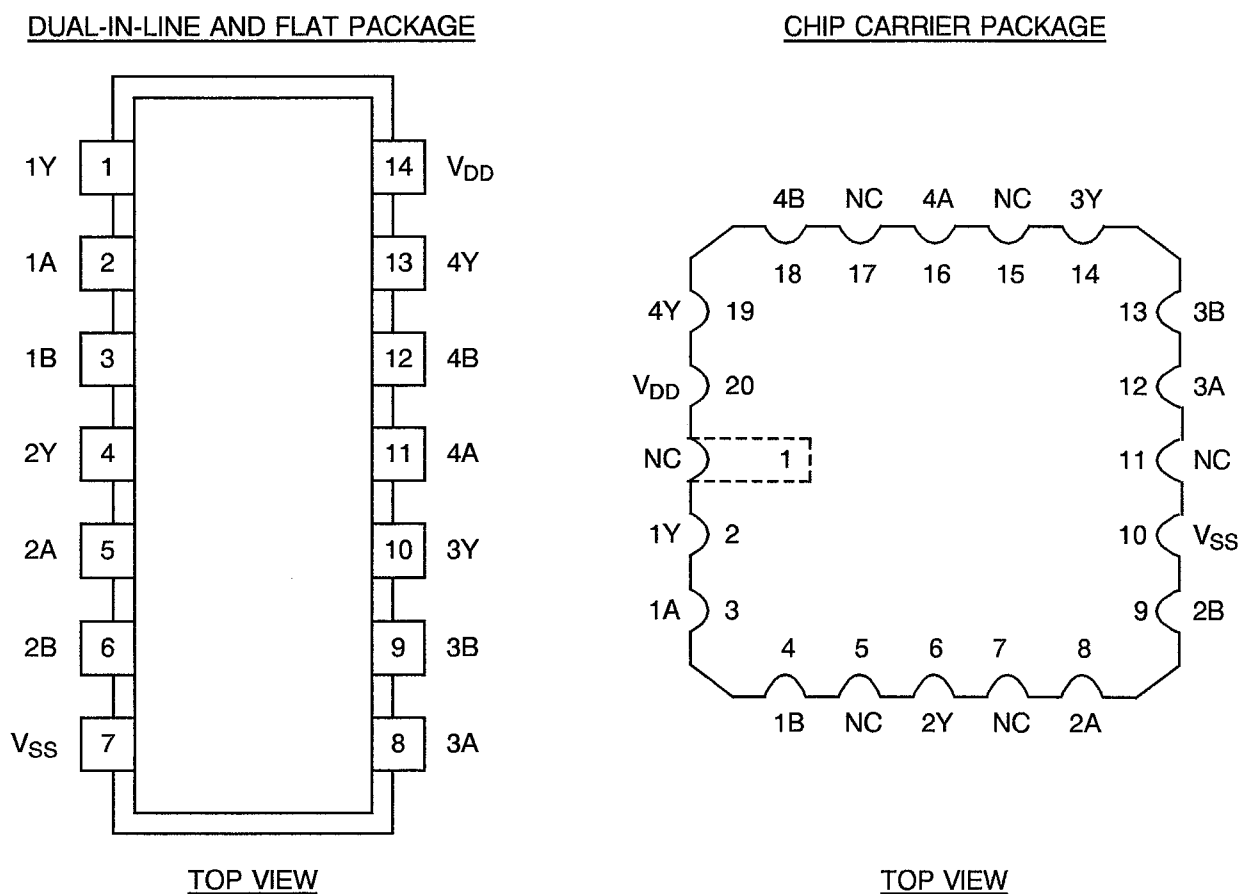 DUAL-IN-LINE AND FLAT PACKAGE
1Y 1 14 VDD
1A 2 13 4Y
1B 3 12 4B
2Y 4 11 4A
2A 5 10 3Y
2B 6 9 3B
VSS 7 8 3A
TOP VIEW
CHIP CARRIER PACKAGE
4B NC 4A NC 3Y
18 17 16 15 14
4Y 19 13 3B
VDD 20 12 3A
NC 1 11 NC
1Y 2 10 VSS
1A 3 9 2B
4 5 6 7 8
1B NC 2Y NC 2A
TOP VIEW